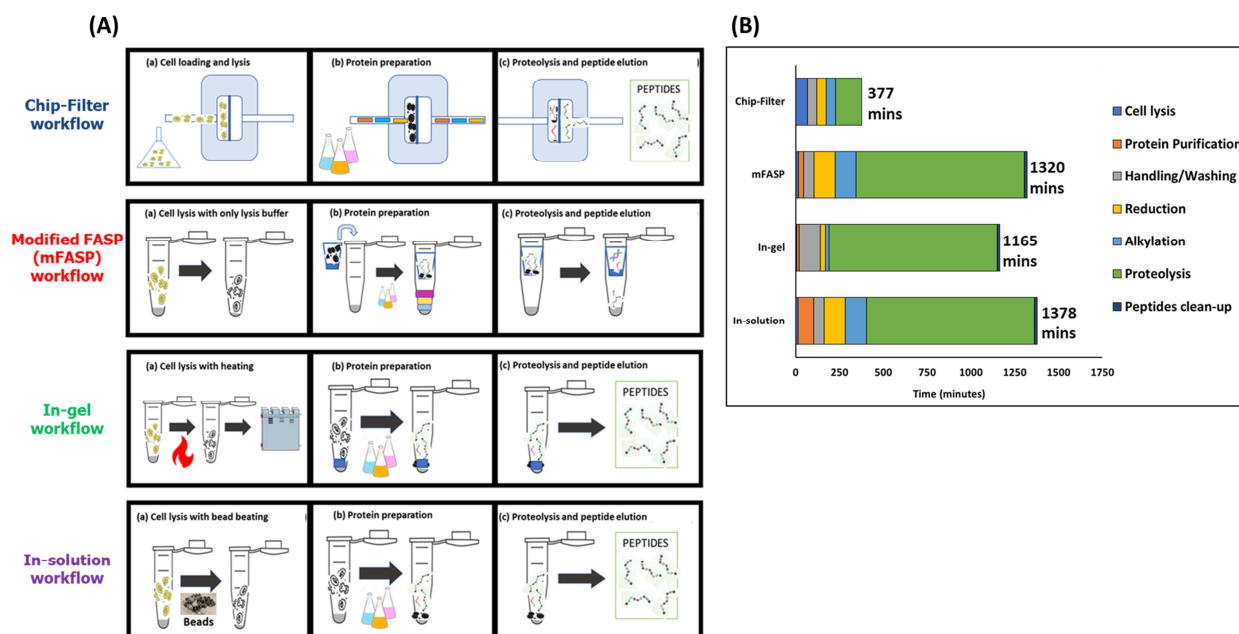 (A)
Chip-Filter
workflow
(a) Cell loading and lysis
(b) Protein preparation
(c) Proteolysis and peptide elution
PEPTIDES
Modified FASP
(mFASP)
workflow
(a) Cell lysis with only lysis buffer
(b) Protein preparation
(c) Proteolysis and peptide elution
In-gel
workflow
(a) Cell lysis with heating
(b) Protein preparation
(c) Proteolysis and peptide elution
PEPTIDES
In-solution
workflow
(a) Cell lysis with bead beating
Beads
(b) Protein preparation
(c) Proteolysis and peptide elution
PEPTIDES
(B)
Chip-Filter
377
mins
mFASP
1320
mins
In-gel
1165
mins
In-solution
1378
mins
0 250 500 750 1000 1250 1500 1750
Time (minutes)
Cell lysis
Protein Purification
Handling/Washing
Reduction
Alkylation
Proteolysis
Peptides clean-up